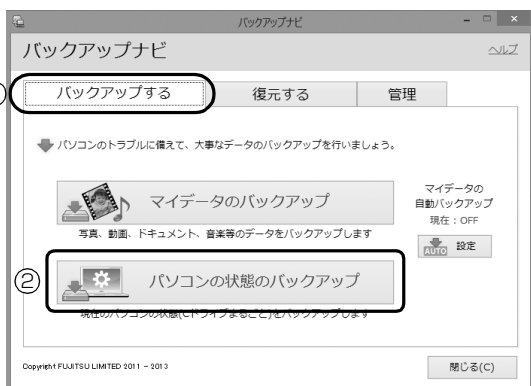 バックアップナビ
バックアップナビ
ヘルプ
バックアップする 復元する 管理
パソコンのトラブルに備えて、大事なデータのバックアップを行いましょう。
マイデータのバックアップ
写真、動画、ドキュメント、音楽等のデータをバックアップします
マイデータの
自動バックアップ
現在：OFF
AUTO 設定
② パソコンの状態のバックアップ
現在のパソコンの状態(Cドライブまるごと)をバックアップします
Copyright FUJITSU LIMITED 2011 - 2013
閉じる(C)